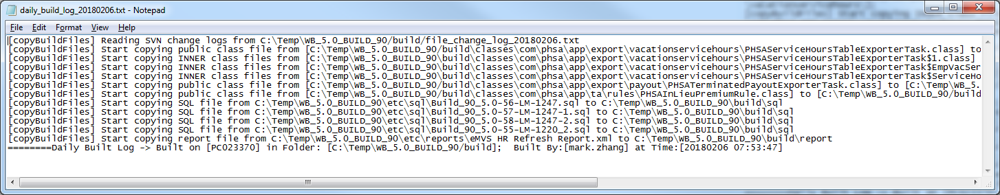 daily_build_log_20180206.txt - Notepad
File Edit Format View Help
[copyBuildFiles] Reading SVN change logs from C:\Temp\WB_5.0_BUILD_90/build/file_change_log_20180206.txt
[copyBuildFiles] Start copying public class file from [C:\Temp\WB_5.0_BUILD_90/build\classes\com\phsa\app\export\vacationservicehours\PHSAServiceHoursTableExporterTask.class] to
[copyBuildFiles] Start copying INNER class files from [C:\Temp\WB_5.0_BUILD_90/build\classes\com\phsa\app\export\vacationservicehours\PHSAServiceHoursTableExporterTask$1.class]
[copyBuildFiles] Start copying INNER class files from [C:\Temp\WB_5.0_BUILD_90/build\classes\com\phsa\app\export\vacationservicehours\PHSAServiceHoursTableExporterTask$EmpVacSer
[copyBuildFiles] Start copying INNER class files from [C:\Temp\WB_5.0_BUILD_90/build\classes\com\phsa\app\export\vacationservicehours\PHSAServiceHoursTableExporterTask$ServiceHo
[copyBuildFiles] Start copying public class file from [C:\Temp\WB_5.0_BUILD_90/build\classes\com\phsa\app\export\payout\PHSATerminatedPayoutExporterTask.class] to [C:\Temp\WB_5.
[copyBuildFiles] Start copying public class file from [C:\Temp\WB_5.0_BUILD_90/build\classes\com\phsa\app\ta\rules\PHSAInLieuPremiumRule.class] to [C:\Temp\WB_5.0_BUILD_90/build
[copyBuildFiles] Start copying SQL file from C:\Temp\WB_5.0_BUILD_90\etc\sql\Build_90_5.0-56-LM-1247.sql to C:\Temp\WB_5.0_BUILD_90\build\sql
[copyBuildFiles] Start copying SQL file from C:\Temp\WB_5.0_BUILD_90\etc\sql\Build_90_5.0-57-LM-1247-1.sql to C:\Temp\WB_5.0_BUILD_90\build\sql
[copyBuildFiles] Start copying SQL file from C:\Temp\WB_5.0_BUILD_90\etc\sql\Build_90_5.0-58-LM-1247-2.sql to C:\Temp\WB_5.0_BUILD_90\build\sql
[copyBuildFiles] Start copying SQL file from C:\Temp\WB_5.0_BUILD_90\etc\sql\Build_90_5.0-55-LM-1220_2.sql to C:\Temp\WB_5.0_BUILD_90\build\sql
[copyBuildFiles] Start copying report file from C:\Temp\WB_5.0_BUILD_90\etc\reports\eMVS HR Refresh Report.xml to C:\Temp\WB_5.0_BUILD_90\build\report
========Daily Built Log -> Built on [PC023370] in Folder: [C:\Temp\WB_5.0_BUILD_90/build];  Built By:[mark.zhang] at Time:[20180206 07:53:47]